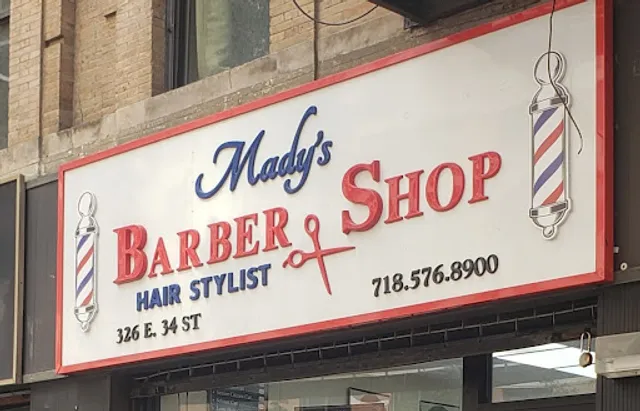 Mady's
BARBER SHOP
HAIR STYLIST
326 E. 34 ST
718.576.8900